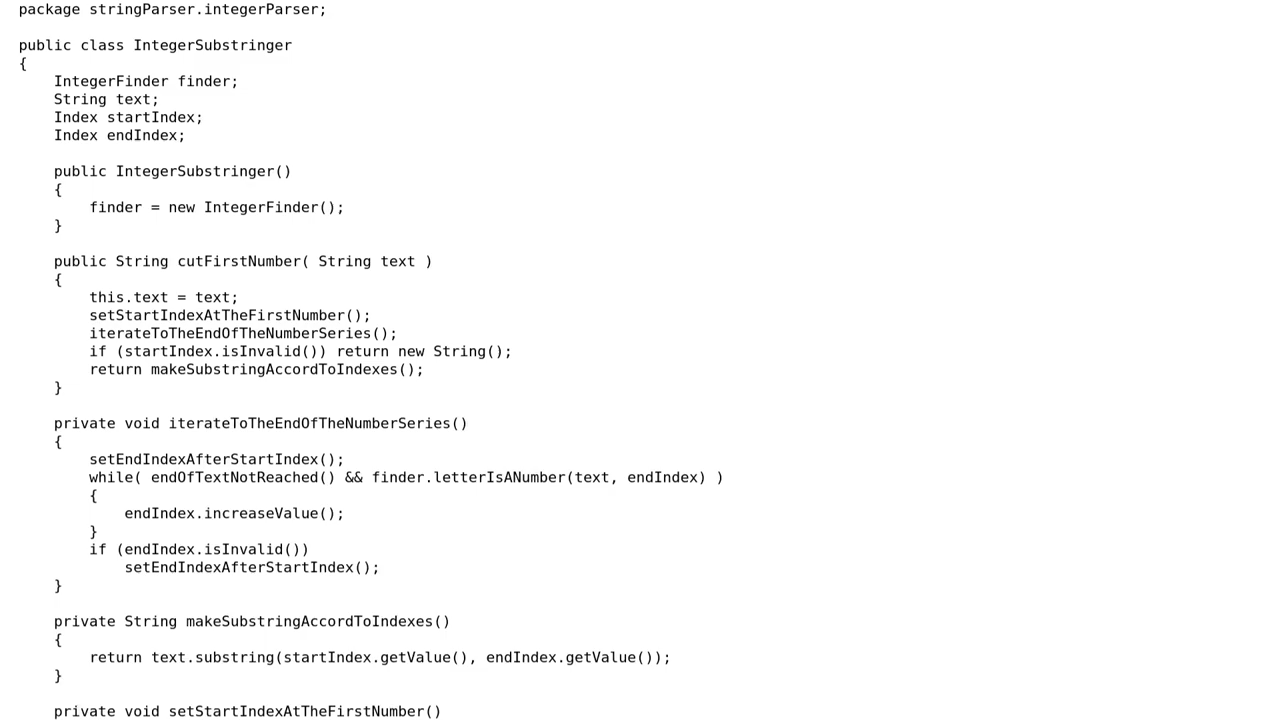 package stringParser.integerParser;
public class IntegerSubstringer
{
IntegerFinder finder;
String text;
Index startIndex;
Index endIndex;
public IntegerSubstringer()
{
finder = new IntegerFinder();
}
public String cutFirstNumber( String text )
{
this.text = text;
setStartIndexAtTheFirstNumber();
iterateToTheEndOfTheNumberSeries();
if (startIndex.isInvalid()) return new String();
return makeSubstringAccordToIndexes();
}
private void iterateToTheEndOfTheNumberSeries()
{
setEndIndexAfterStartIndex();
while( endOfTextNotReached() && finder.letterIsANumber(text, endIndex) )
{
endIndex.increaseValue();
}
if (endIndex.isInvalid())
setEndIndexAfterStartIndex();
}
private String makeSubstringAccordToIndexes()
{
return text.substring(startIndex.getValue(), endIndex.getValue());
}
private void setStartIndexAtTheFirstNumber()